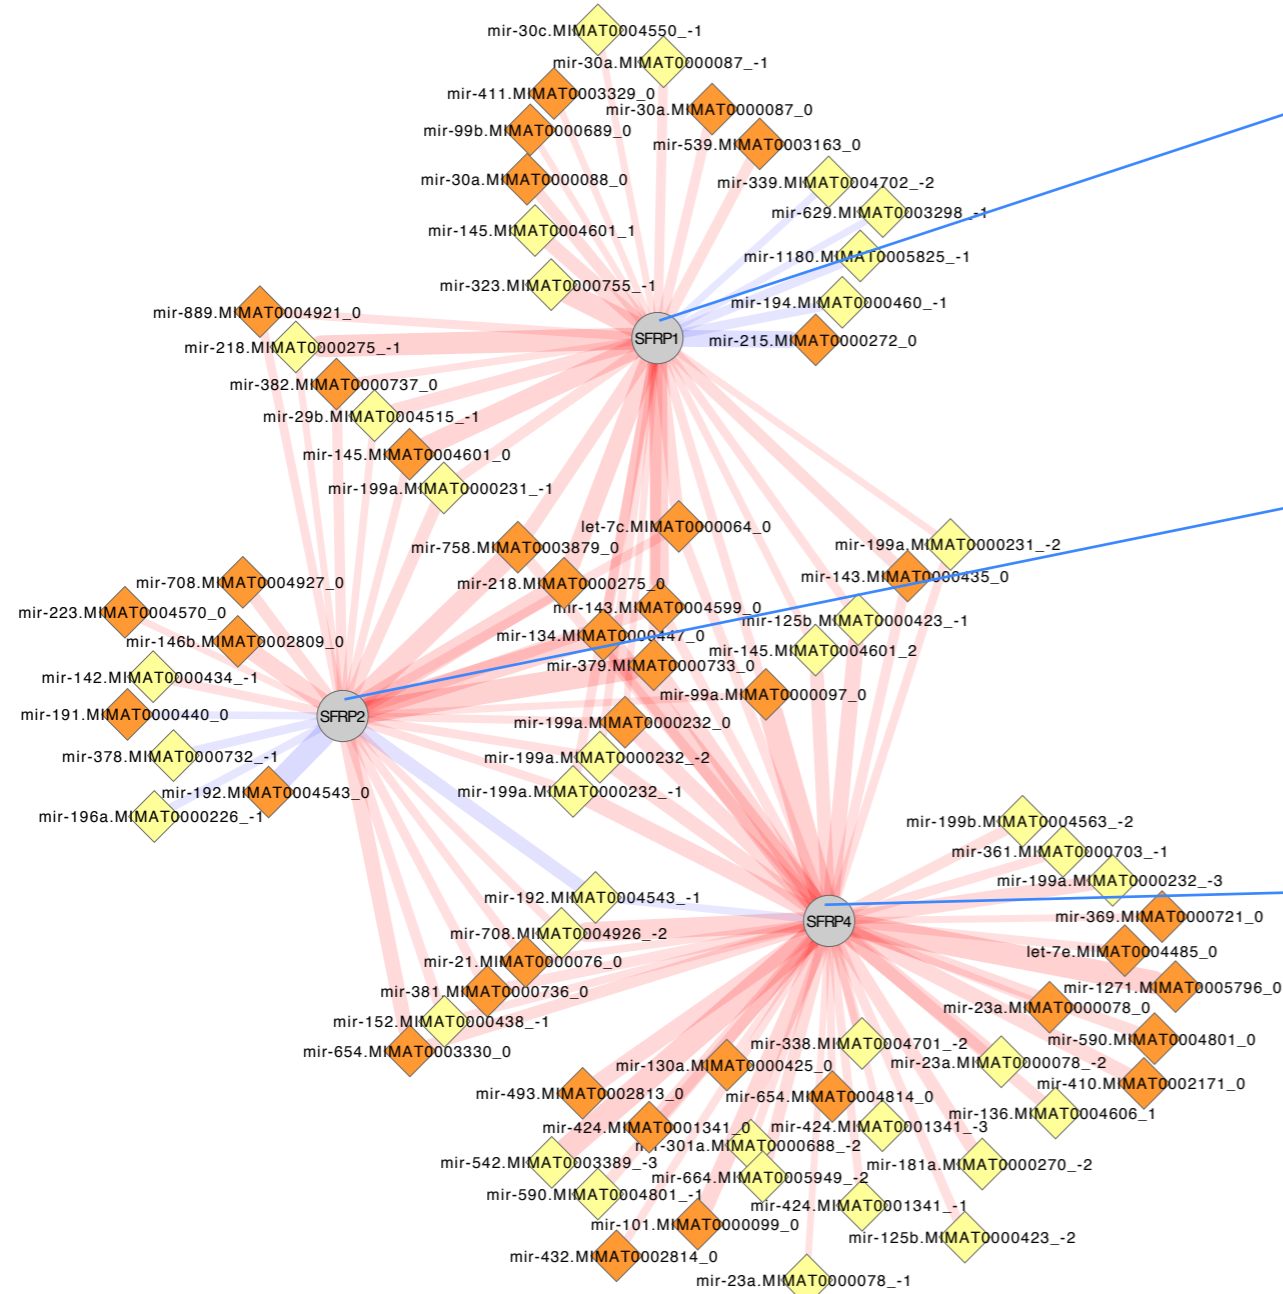 mir-30c.MIMAT0004550_-1
mir-30a.MIMAT0000087_-1
mir-411.MIMAT0003329_0
mir-30a.MIMAT0000087_0
mir-99b.MIMAT0000689_0
mir-539.MIMAT0003163_0
mir-30a.MIMAT0000088_0
mir-339.MIMAT0004702_-2
mir-629.MIMAT0003298_-1
mir-145.MIMAT0004601_1
mir-1180.MIMAT0005825_-1
mir-323.MIMAT0000755_-1
mir-194.MIMAT0000460_-1
mir-889.MIMAT0004921_0
SFRP1
mir-215.MIMAT0000272_0
mir-218.MIMAT0000275_-1
mir-382.MIMAT0000737_0
mir-29b.MIMAT0004515_-1
mir-145.MIMAT0004601_0
mir-199a.MIMAT0000231_-1
let-7c.MIMAT0000064_0
mir-758.MIMAT0003879_0
mir-199a.MIMAT0000231_-2
mir-143.MIMAT0000435_0
mir-708.MIMAT0004927_0
mir-218.MIMAT0000275_0
mir-223.MIMAT0004570_0
mir-143.MIMAT0004599_0
mir-125b.MIMAT0000423_-1
mir-146b.MIMAT0002809_0
mir-134.MIMAT0000447_0
mir-145.MIMAT0004601_2
mir-379.MIMAT0000733_0
mir-142.MIMAT0000434_-1
mir-99a.MIMAT0000097_0
mir-191.MIMAT0000440_0
SFRP2
mir-199a.MIMAT0000232_0
mir-378.MIMAT0000732_-1
mir-199a.MIMAT0000232_-2
mir-192.MIMAT0004543_0
mir-199a.MIMAT0000232_-1
mir-196a.MIMAT0000226_-1
mir-199b.MIMAT0004563_-2
mir-361.MIMAT0000703_-1
mir-199a.MIMAT0000232_-3
mir-192.MIMAT0004543_-1
SFRP4
mir-369.MIMAT0000721_0
mir-708.MIMAT0004926_-2
let-7e.MIMAT0004485_0
mir-21.MIMAT0000076_0
mir-1271.MIMAT0005796_0
mir-381.MIMAT0000736_0
mir-23a.MIMAT0000078_0
mir-152.MIMAT0000438_-1
mir-590.MIMAT0004801_0
mir-338.MIMAT0004701_-2
mir-654.MIMAT0003330_0
mir-23a.MIMAT0000078_-2
mir-130a.MIMAT0000425_0
mir-410.MIMAT0002171_0
mir-493.MIMAT0002813_0
mir-654.MIMAT0004814_0
mir-136.MIMAT0004606_1
mir-424.MIMAT0001341_0
mir-424.MIMAT0001341_-3
mir-301a.MIMAT0000688_-2
mir-542.MIMAT0003389_-3
mir-181a.MIMAT0000270_-2
mir-664.MIMAT0005949_-2
mir-590.MIMAT0004801_-1
mir-424.MIMAT0001341_-1
mir-101.MIMAT0000099_0
mir-125b.MIMAT0000423_-2
mir-432.MIMAT0002814_0
mir-23a.MIMAT0000078_-1